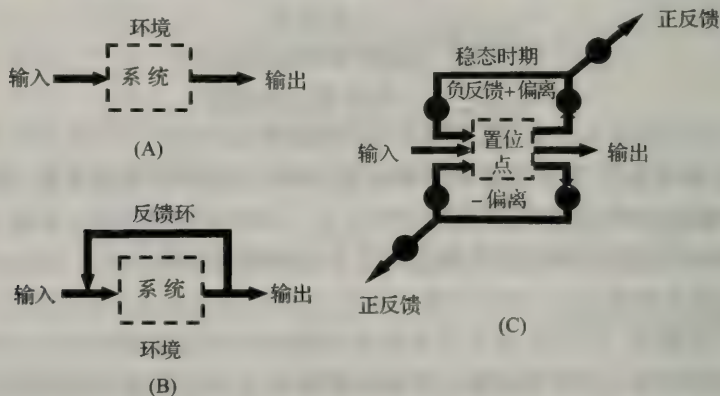 环境
输入
系统
输出
(A)
反馈环
输入
系统
输出
环境
(B)
正反馈
稳态时期
负反馈+偏离
输入
置位
点
输出
-偏离
正反馈
(C)